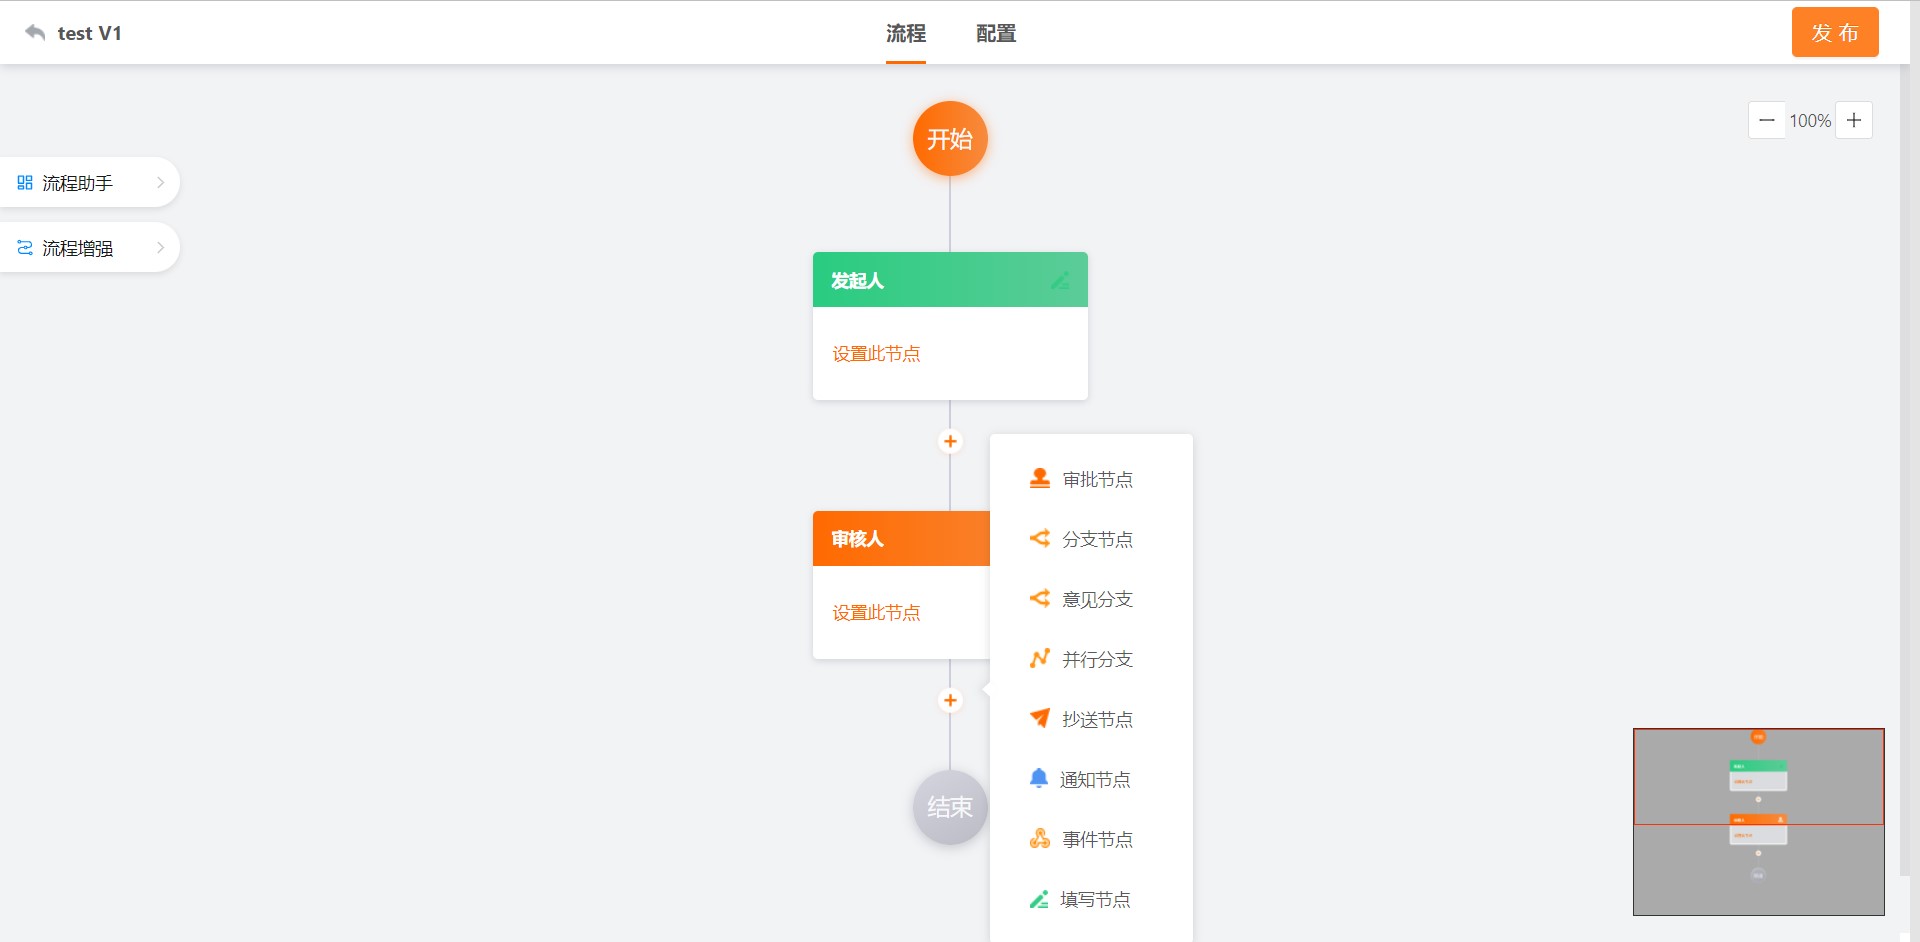 test V1
流程
配置
发 布
开始
100%
流程助手
流程增强
发起人
设置此节点
审核人
设置此节点
结束
审批节点
分支节点
意见分支
并行分支
抄送节点
通知节点
事件节点
填写节点